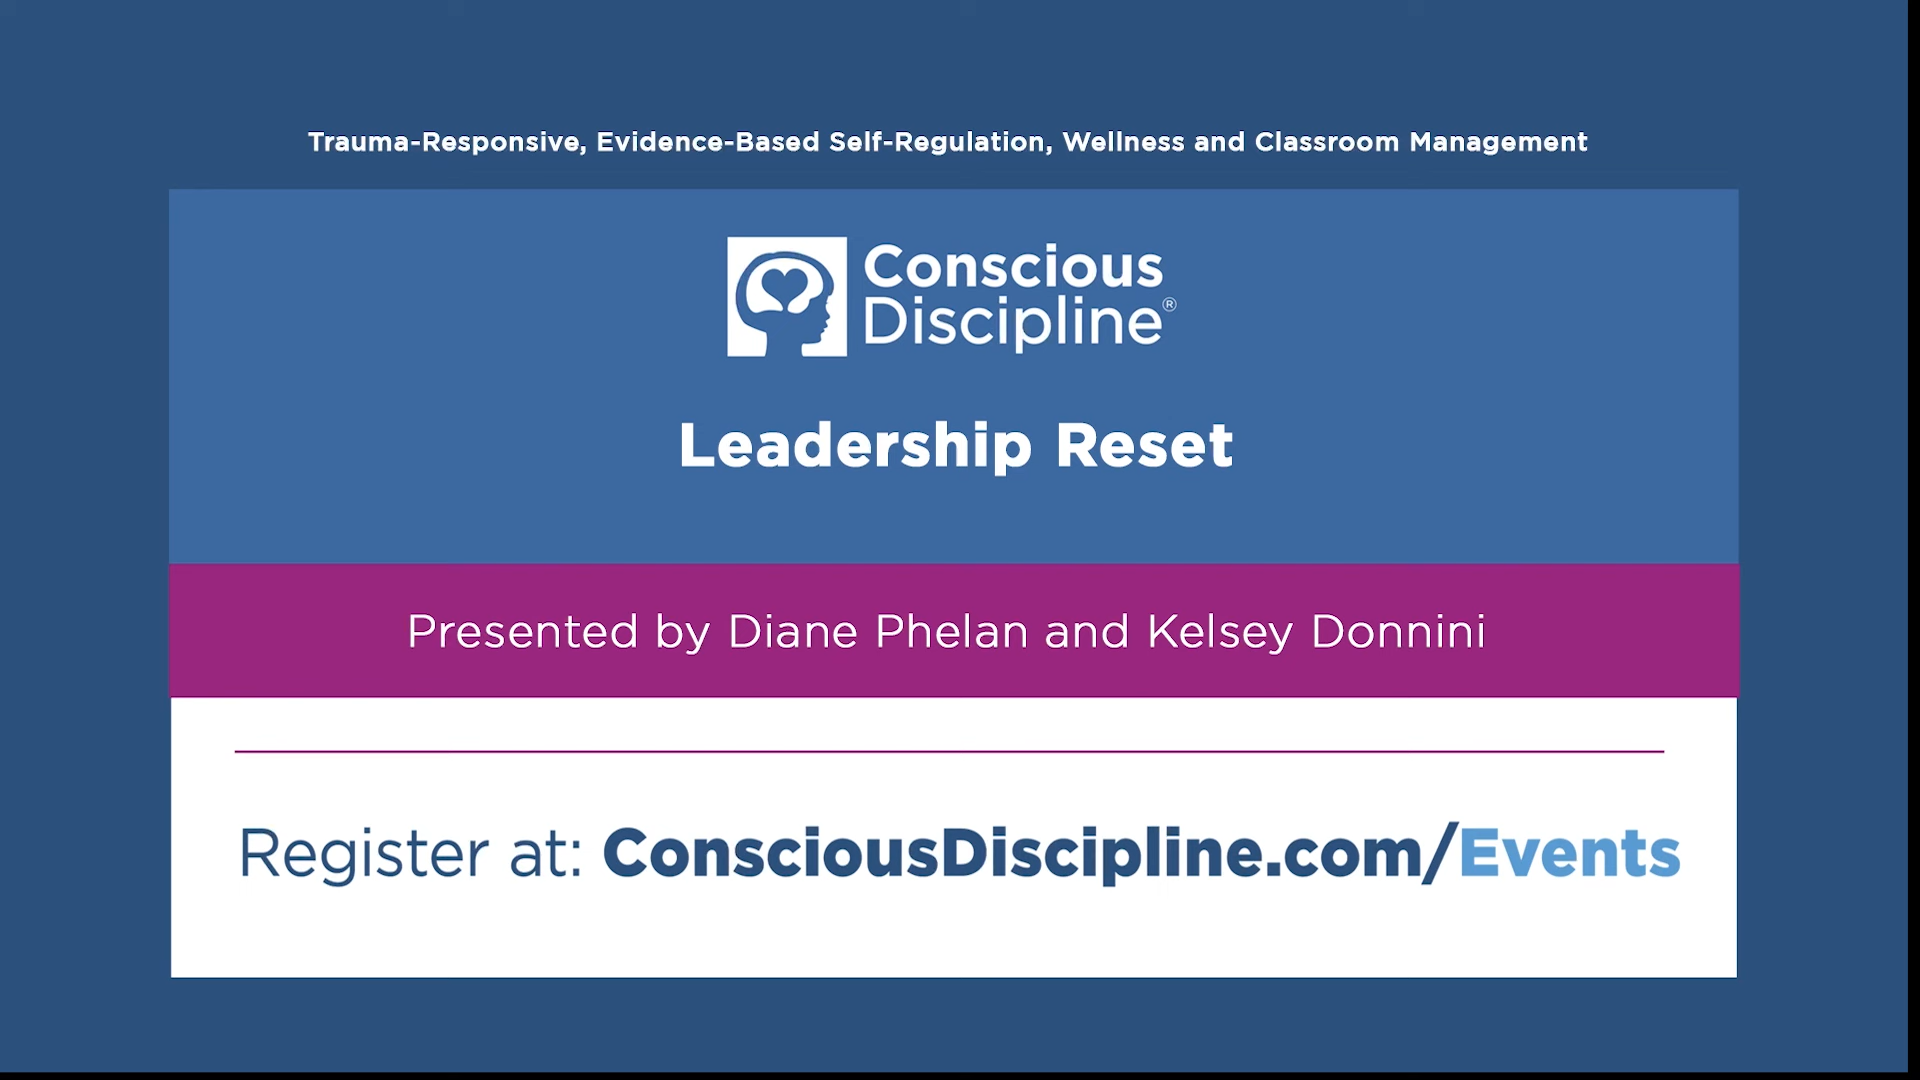 Trauma-Responsive, Evidence-Based Self-Regulation, Wellness and Classroom Management
Conscious
Discipline®
Leadership Reset
Presented by Diane Phelan and Kelsey Donnini
Register at: ConsciousDiscipline.com/Events